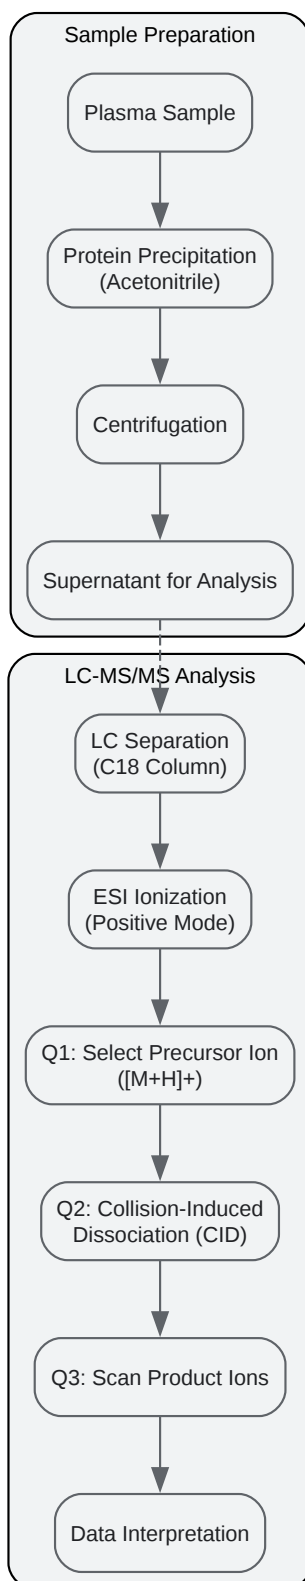 Sample Preparation
Plasma Sample
Protein Precipitation
(Acetonitrile)
Centrifugation
Supernatant for Analysis
LC-MS/MS Analysis
LC Separation
(C18 Column)
ESI Ionization
(Positive Mode)
Q1: Select Precursor Ion
([M+H]+)
Q2: Collision-Induced
Dissociation (CID)
Q3: Scan Product Ions
Data Interpretation